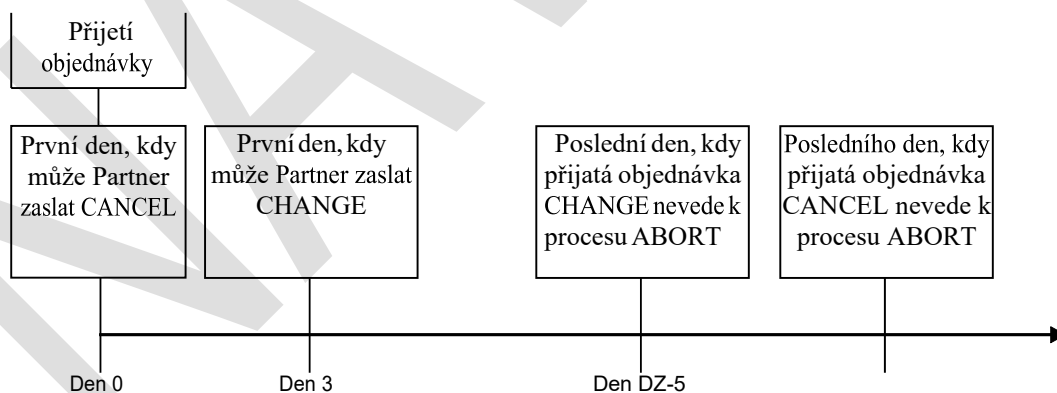 Přijetí
objednávky
První den, kdy
může Partner
zaslat CANCEL
První den, kdy
může Partner zaslat
CHANGE
Poslední den, kdy
přijatá objednávka
CHANGE nevede k
procesu ABORT
Posledního den, kdy
přijatá objednávka
CANCEL nevede k
procesu ABORT
Den 0
Den 3
Den DZ-5